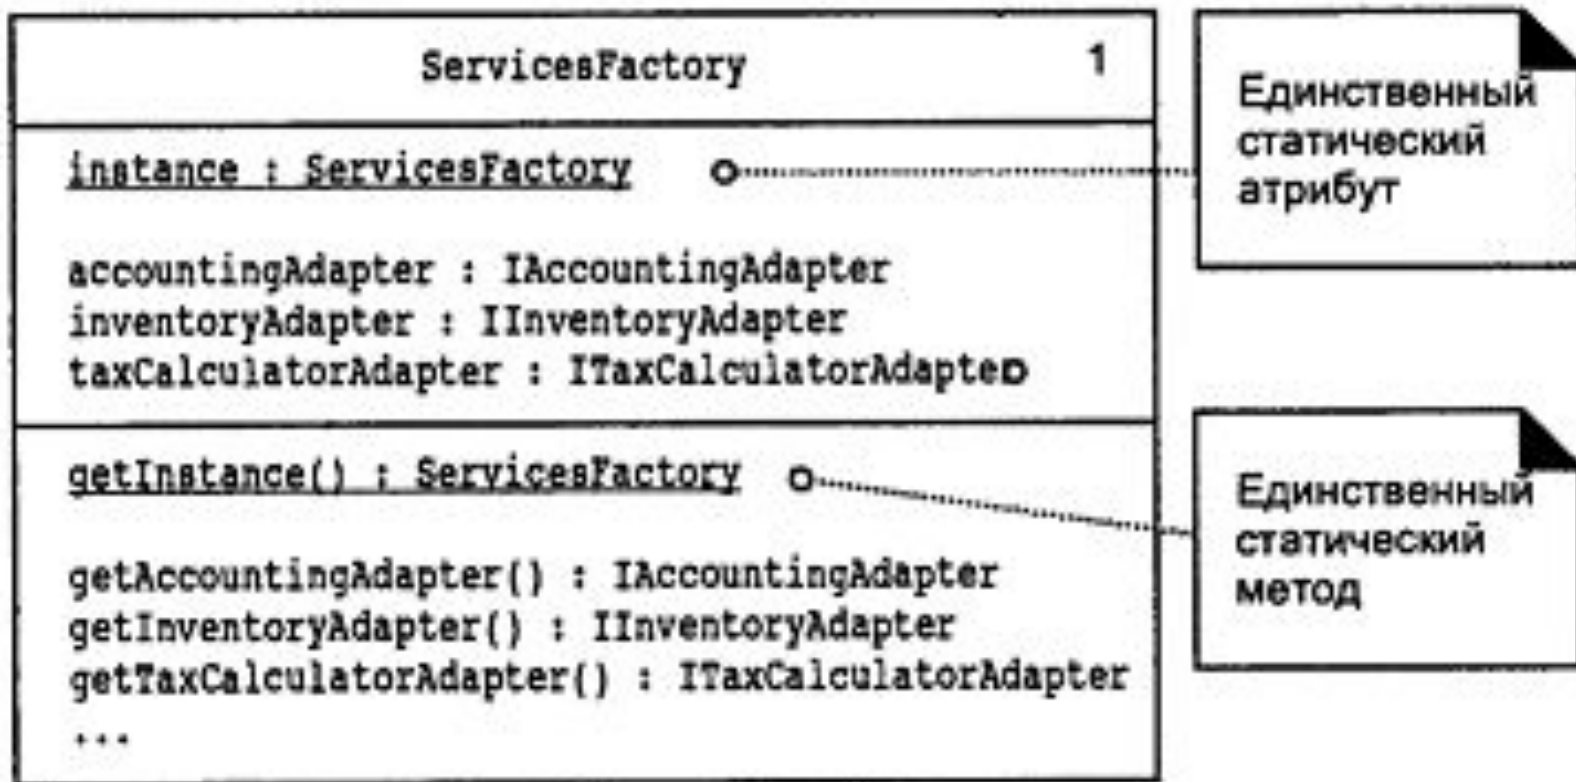 ServicesFactory 1
instance : ServicesFactory
accountingAdapter : IAccountingAdapter
inventoryAdapter : IInventoryAdapter
taxCalculatorAdapter : ITaxCalculatorAdapte
getInstance() : ServicesFactory
getAccountingAdapter() : IAccountingAdapter
getInventoryAdapter() : IInventoryAdapter
getTaxCalculatorAdapter() : ITaxCalculatorAdapter
...
Единственный
статический
атрибут
Единственный
статический
метод